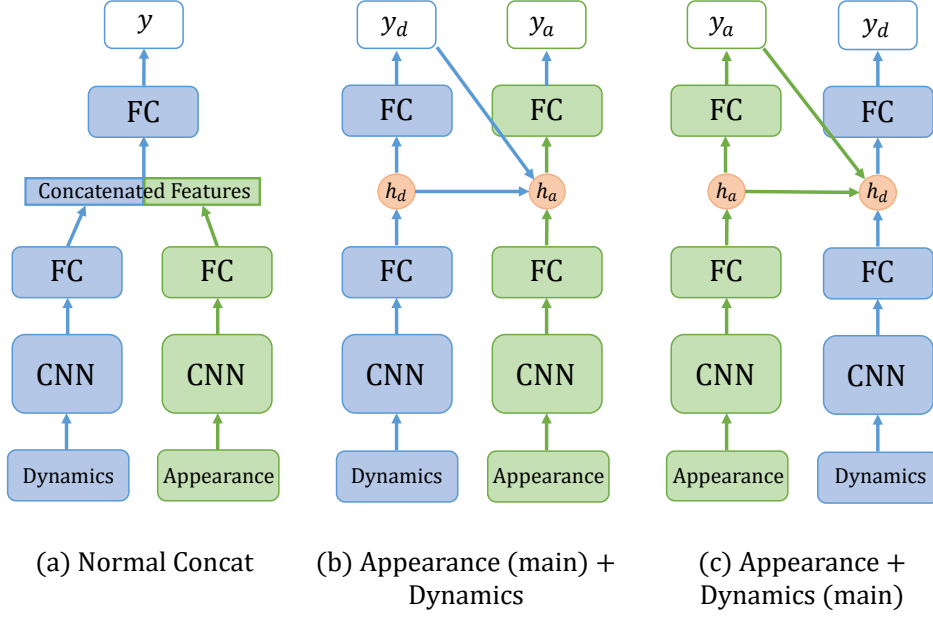 y
FC
Concatenated Features
FC
FC
CNN
CNN
Dynamics
Appearance
(a) Normal Concat
y_d
y_a
FC
FC
h_d
h_a
FC
FC
CNN
CNN
Dynamics
Appearance
(b) Appearance (main) +
Dynamics
y_a
y_d
FC
FC
h_a
h_d
FC
FC
CNN
CNN
Appearance
Dynamics
(c) Appearance +
Dynamics (main)